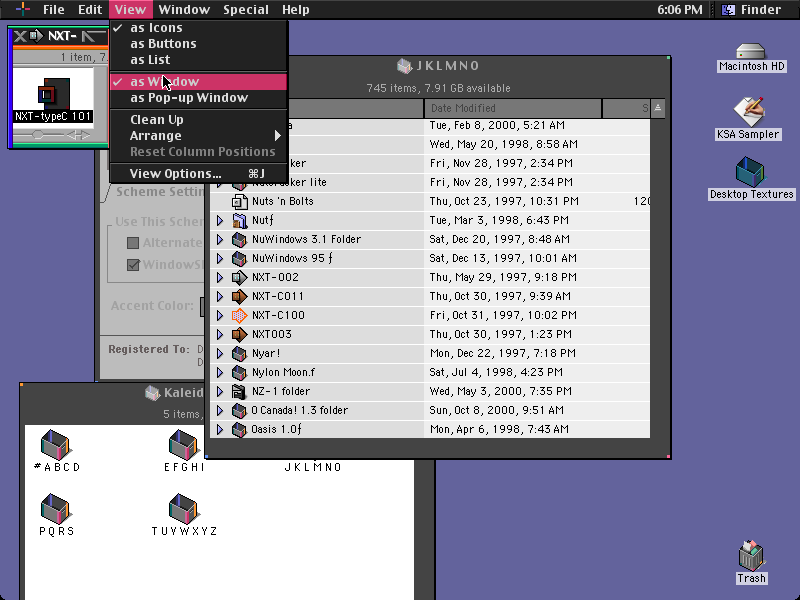 File Edit View Window Special Help 6:06 PM Finder
as Icons
as Buttons
as List
as Window
as Pop-up Window
Clean Up
Arrange
Reset Column Positions
View Options... ⌘J
NXT-
1 item, 7.
NXT-typeC 101
Scheme Settin
Use This Schem
Alternate
WindowSh
Accent Color:
Registered To: D
D
JKLMNO
745 items, 7.91 GB available
Date Modified S
a Tue, Feb 8, 2000, 5:21 AM
Wed, May 20, 1998, 8:58 AM
ker Fri, Nov 28, 1997, 2:34 PM
Nutcracker lite Fri, Nov 28, 1997, 2:34 PM
Nuts 'n Bolts Thu, Oct 23, 1997, 10:31 PM 120
Nutƒ Tue, Mar 3, 1998, 6:43 PM
NuWindows 3.1 Folder Sat, Dec 20, 1997, 8:48 AM
NuWindows 95 ƒ Sat, Dec 13, 1997, 10:01 AM
NXT-002 Thu, May 29, 1997, 9:18 PM
NXT-C011 Thu, Oct 30, 1997, 9:39 AM
NXT-C100 Fri, Oct 31, 1997, 10:02 PM
NXT003 Thu, Oct 30, 1997, 1:23 PM
Nyar! Mon, Dec 22, 1997, 7:18 PM
Nylon Moon.f Sat, Jul 4, 1998, 4:23 PM
NZ-1 folder Wed, May 3, 2000, 7:35 PM
O Canada! 1.3 folder Sun, Oct 8, 2000, 9:51 AM
Oasis 1.0ƒ Mon, Apr 6, 1998, 7:43 AM
Kaleid
5 items,
#ABCD
EFGHI
JKLMNO
PQRS
TUVWXYZ
Macintosh HD
KSA Sampler
Desktop Textures
Trash